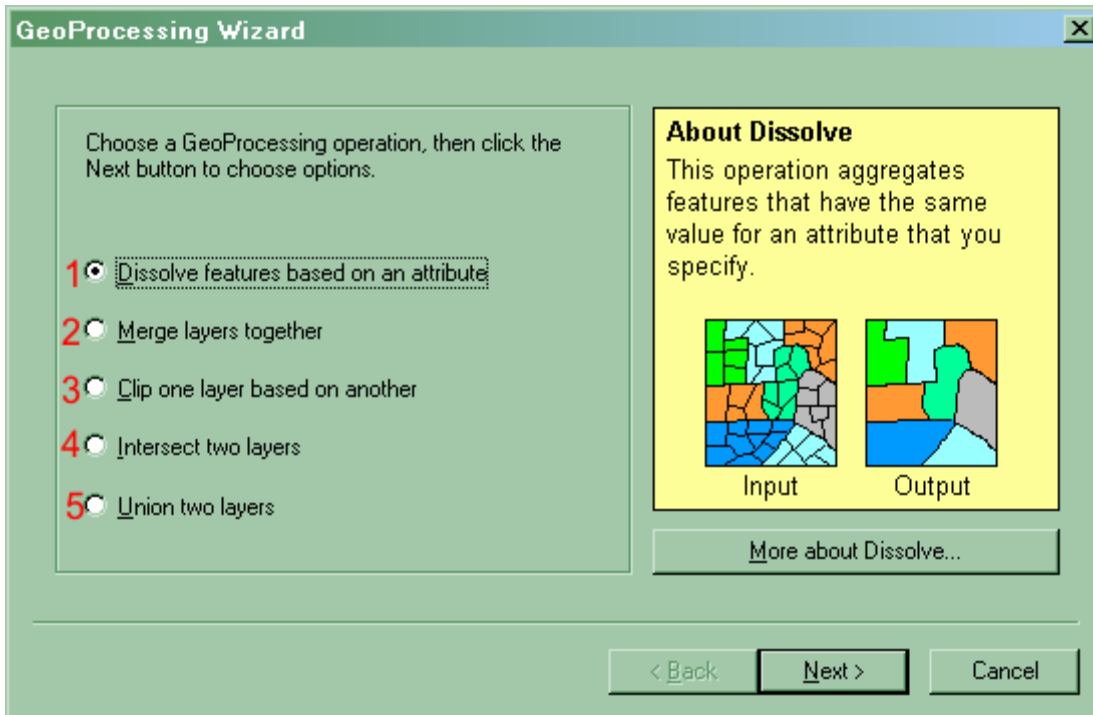 GeoProcessing Wizard
Choose a GeoProcessing operation, then click the
Next button to choose options.
1 Dissolve features based on an attribute
2 Merge layers together
3 Clip one layer based on another
4 Intersect two layers
5 Union two layers
About Dissolve
This operation aggregates
features that have the same
value for an attribute that you
specify.
Input Output
More about Dissolve...
< Back Next > Cancel